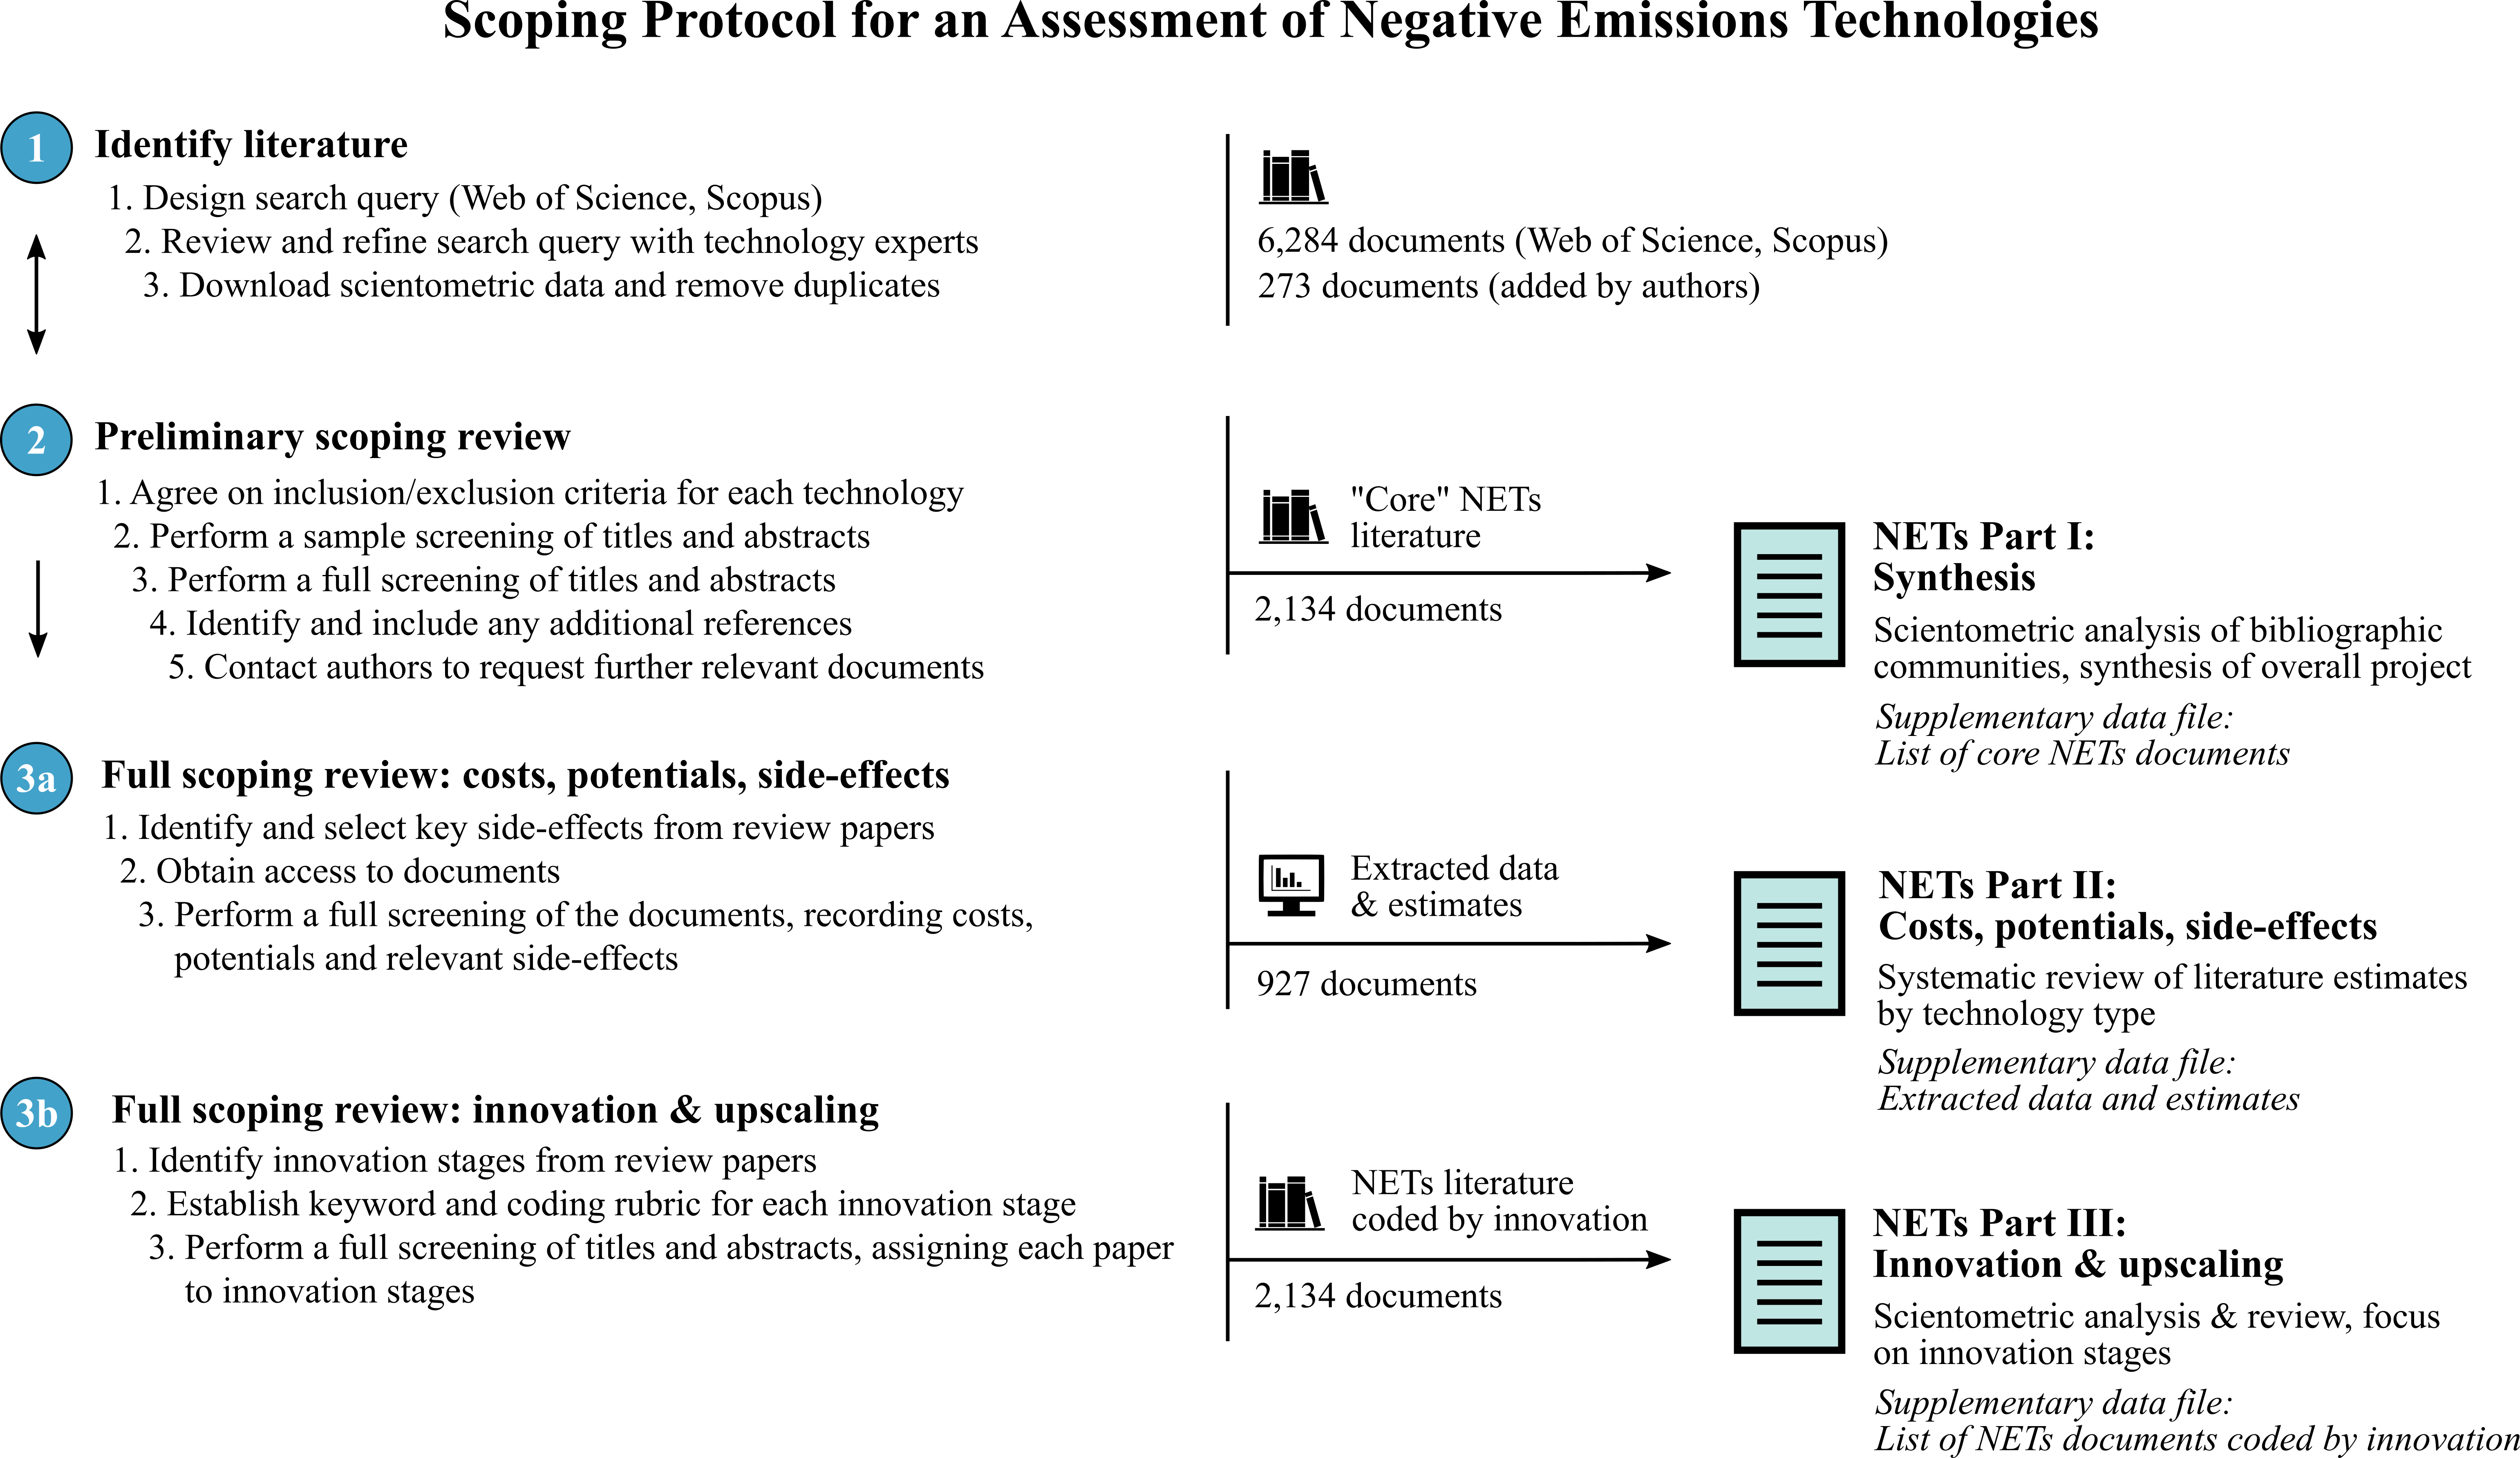 Scoping Protocol for an Assessment of Negative Emissions Technologies
1
Identify literature
1. Design search query (Web of Science, Scopus)
2. Review and refine search query with technology experts
3. Download scientometric data and remove duplicates
6,284 documents (Web of Science, Scopus)
273 documents (added by authors)
2
Preliminary scoping review
1. Agree on inclusion/exclusion criteria for each technology
2. Perform a sample screening of titles and abstracts
3. Perform a full screening of titles and abstracts
4. Identify and include any additional references
5. Contact authors to request further relevant documents
"Core" NETs
literature
2,134 documents
NETs Part I:
Synthesis
Scientometric analysis of bibliographic
communities, synthesis of overall project
Supplementary data file:
List of core NETs documents
3a
Full scoping review: costs, potentials, side-effects
1. Identify and select key side-effects from review papers
2. Obtain access to documents
3. Perform a full screening of the documents, recording costs,
potentials and relevant side-effects
Extracted data
& estimates
927 documents
NETs Part II:
Costs, potentials, side-effects
Systematic review of literature estimates
by technology type
Supplementary data file:
Extracted data and estimates
3b
Full scoping review: innovation & upscaling
1. Identify innovation stages from review papers
2. Establish keyword and coding rubric for each innovation stage
3. Perform a full screening of titles and abstracts, assigning each paper
to innovation stages
NETs literature
coded by innovation
2,134 documents
NETs Part III:
Innovation & upscaling
Scientometric analysis & review, focus
on innovation stages
Supplementary data file:
List of NETs documents coded by innovation